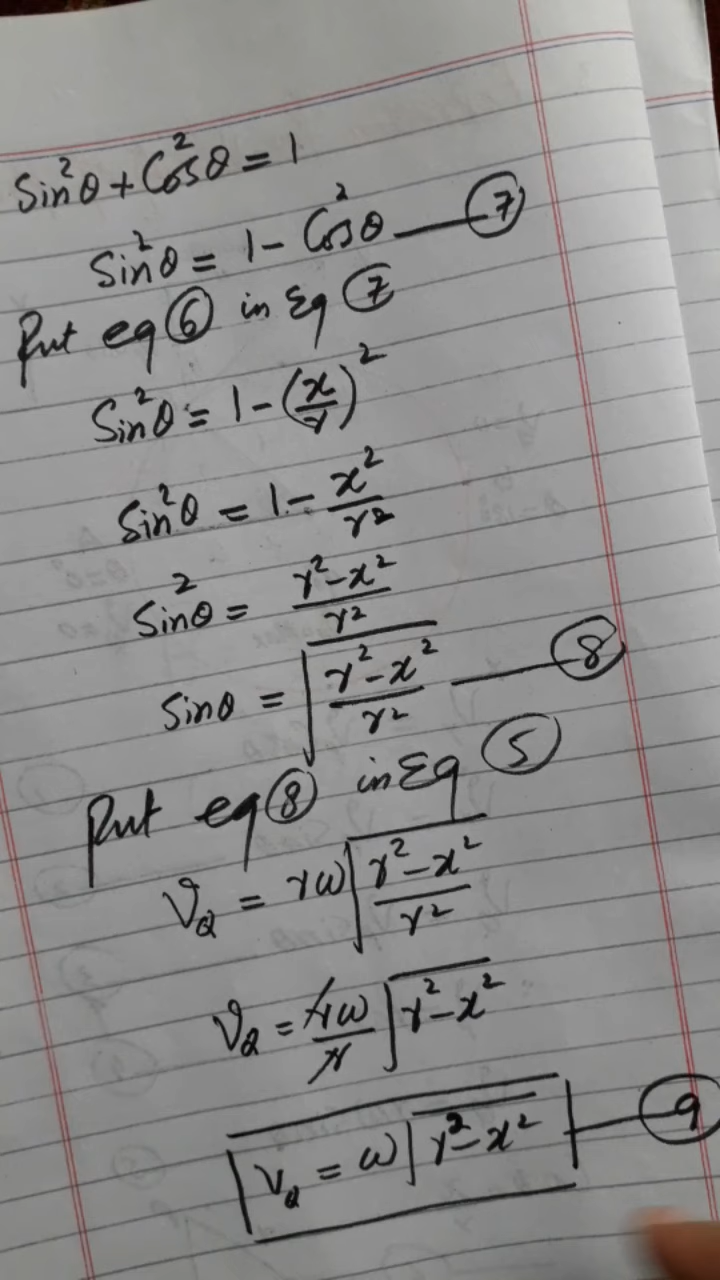 Sin²θ + Cos²θ = 1
Sin²θ = 1 - Cos²θ — ⑦
Put eq ⑥ in Eq ⑦
Sin²θ = 1 - (x/r)²
Sin²θ = 1 - x²/r²
Sin²θ = r² - x²/r²
Sinθ = √(r² - x²/r²) — ⑧
Put eq ⑧ in Eq ⑤
V_Q = rω √(r² - x²/r²)
V_Q = rω/r √(r² - x²)
V_Q = ω √(r² - x²) — ⑨